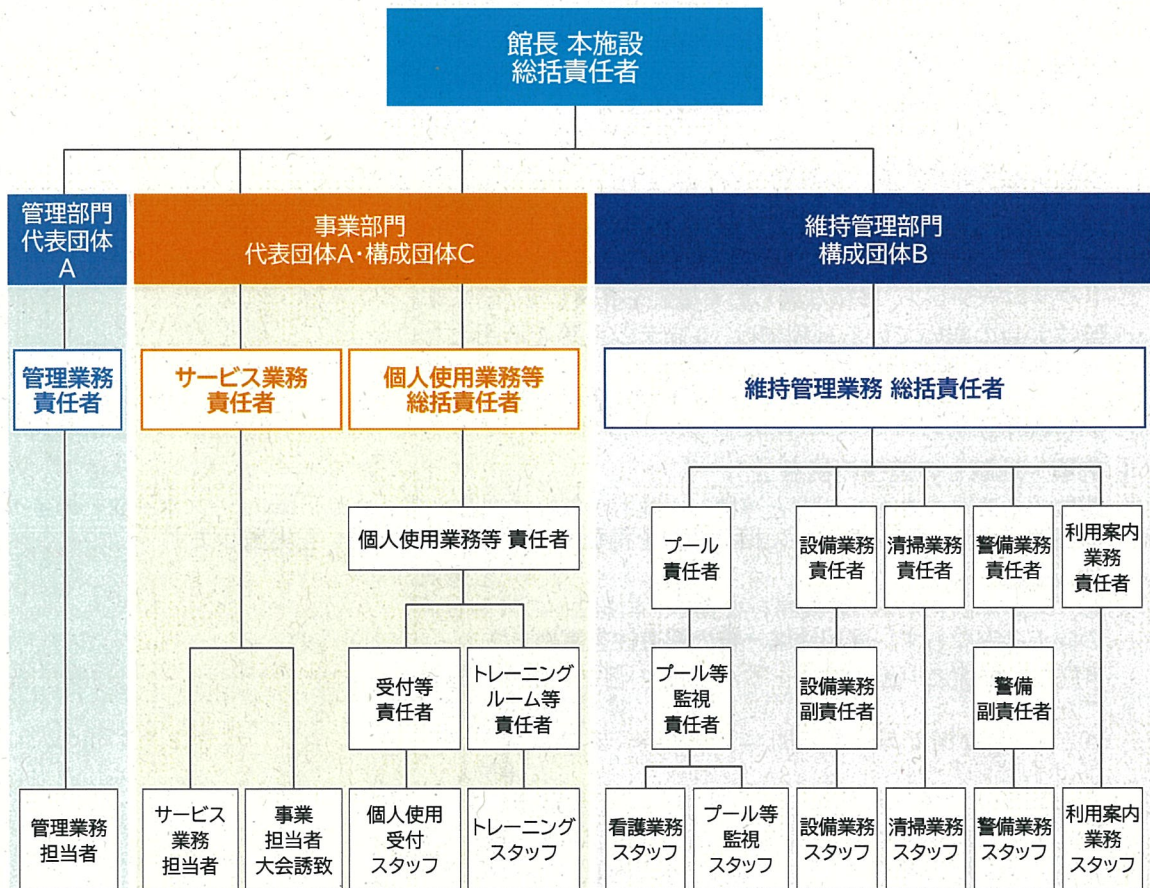 館長 本施設
総括責任者
管理部門
代表団体
A
事業部門
代表団体A・構成団体C
維持管理部門
構成団体B
管理業務
責任者
サービス業務
責任者
個人使用業務等
総括責任者
維持管理業務 総括責任者
個人使用業務等 責任者
プール
責任者
設備業務
責任者
清掃業務
責任者
警備業務
責任者
利用案内
業務
責任者
受付等
責任者
トレーニング
ルーム等
責任者
プール等
監視
責任者
設備業務
副責任者
警備
副責任者
管理業務
担当者
サービス
業務
担当者
事業
担当者
大会誘致
個人使用
受付
スタッフ
トレーニング
スタッフ
看護業務
スタッフ
プール等
監視
スタッフ
設備業務
スタッフ
清掃業務
スタッフ
警備業務
スタッフ
利用案内
業務
スタッフ